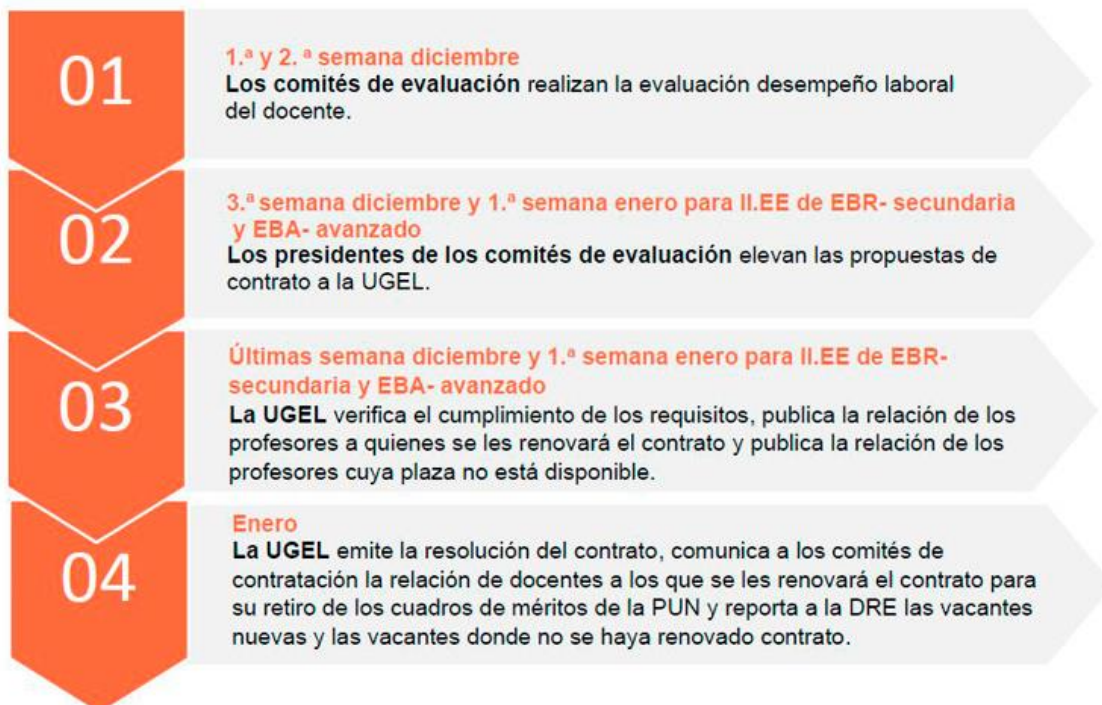 01
1.ª y 2. ª semana diciembre
Los comités de evaluación realizan la evaluación desempeño laboral
del docente.
02
3.ª semana diciembre y 1.ª semana enero para II.EE de EBR- secundaria
y EBA- avanzado
Los presidentes de los comités de evaluación elevan las propuestas de
contrato a la UGEL.
03
Últimas semana diciembre y 1.ª semana enero para II.EE de EBR-
secundaria y EBA- avanzado
La UGEL verifica el cumplimiento de los requisitos, publica la relación de los
profesores a quienes se les renovará el contrato y publica la relación de los
profesores cuya plaza no está disponible.
04
Enero
La UGEL emite la resolución del contrato, comunica a los comités de
contratación la relación de docentes a los que se les renovará el contrato para
su retiro de los cuadros de méritos de la PUN y reporta a la DRE las vacantes
nuevas y las vacantes donde no se haya renovado contrato.